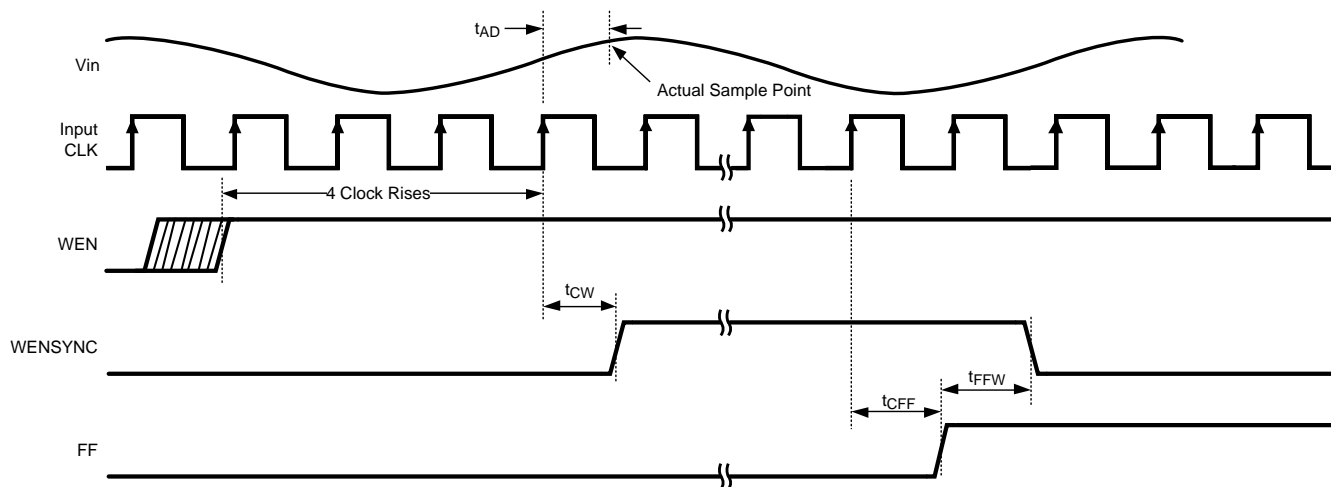 tAD
Vin
Actual Sample Point
Input
CLK
4 Clock Rises
WEN
tCW
WENSYNC
tFFW
tCFF
FF